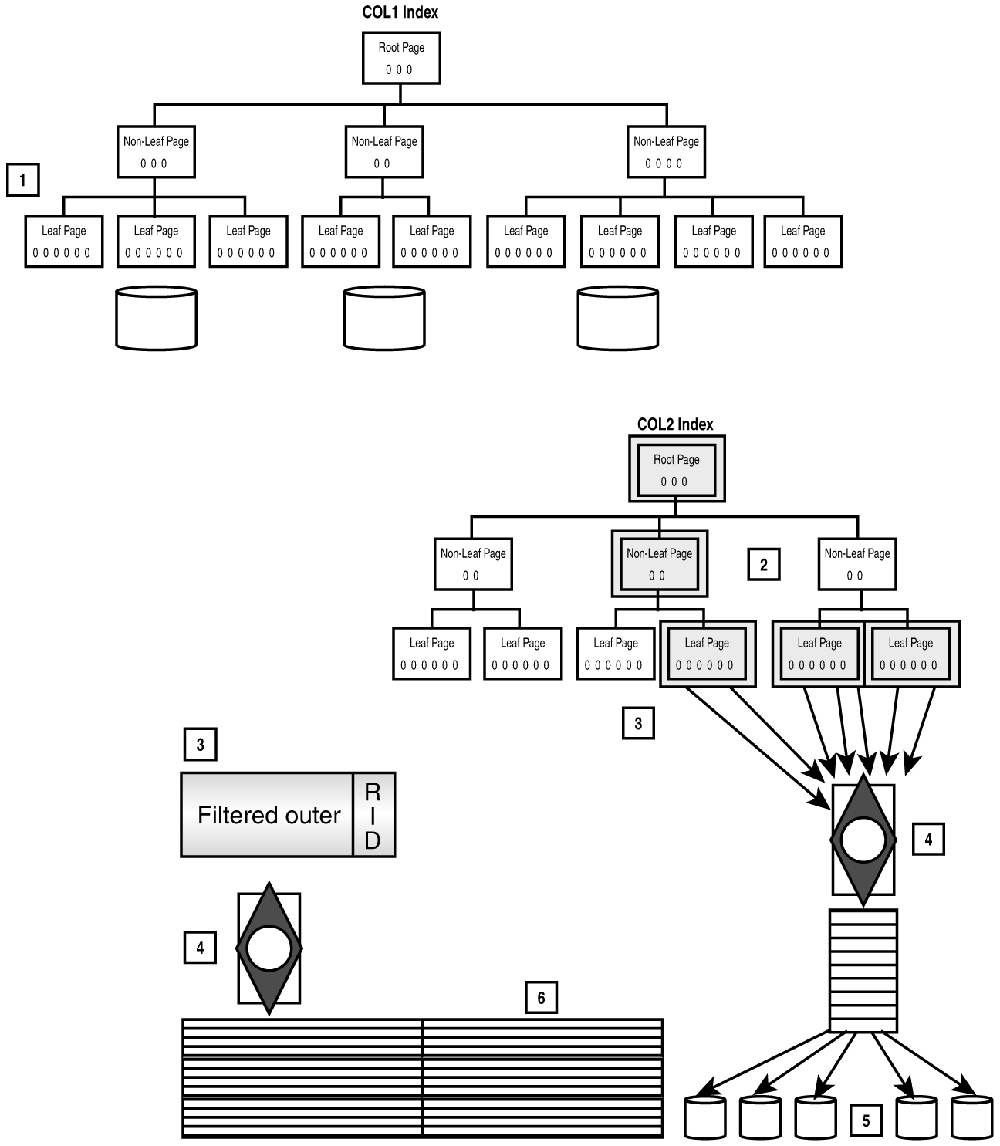 COL1 Index
Root Page
0 0 0
Non-Leaf Page
0 0 0
Non-Leaf Page
0 0
Non-Leaf Page
0 0 0 0
1
Leaf Page
0 0 0 0 0 0
Leaf Page
0 0 0 0 0 0
Leaf Page
0 0 0 0 0 0
Leaf Page
0 0 0 0 0 0
Leaf Page
0 0 0 0 0 0
Leaf Page
0 0 0 0 0 0
Leaf Page
0 0 0 0 0 0
Leaf Page
0 0 0 0 0 0
Leaf Page
0 0 0 0 0 0
COL2 Index
Root Page
0 0 0
Non-Leaf Page
0 0
Non-Leaf Page
0 0
2
Non-Leaf Page
0 0
Leaf Page
0 0 0 0 0 0
Leaf Page
0 0 0 0 0 0
Leaf Page
0 0 0 0 0 0
Leaf Page
0 0 0 0 0 0
Leaf Page
0 0 0 0 0 0
Leaf Page
0 0 0 0 0 0
3
3
Filtered outer
R
I
D
4
4
6
5